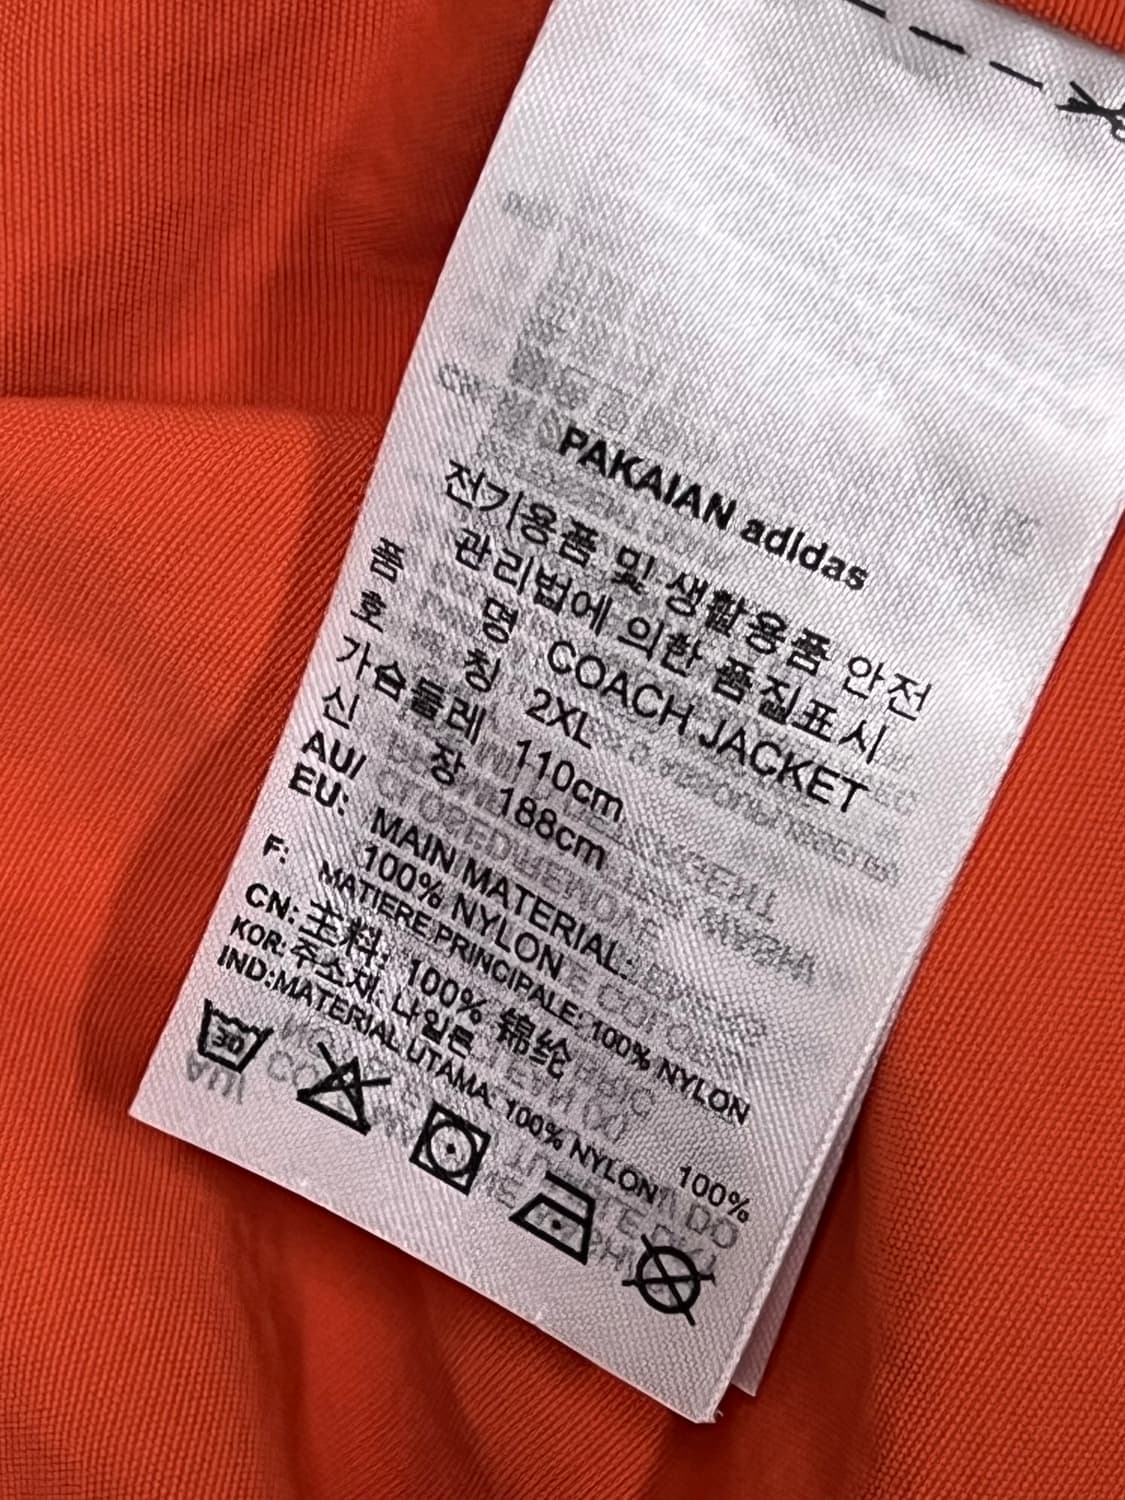 PAKAIAN adidas
전기용품 및 생활용품 안전
관리법에 의한 품질표시
품 명 COACH JACKET
호 칭 2XL
가슴둘레 110cm
신 장 188cm
AU/
EU: MAIN MATERIAL:
100% NYLON
F: MATIERE PRINCIPALE: 100% NYLON
CN: 主料: 100% 锦纶
KOR: 주소재: 나일론 100%
IND:MATERIAL UTAMA: 100% NYLON
30